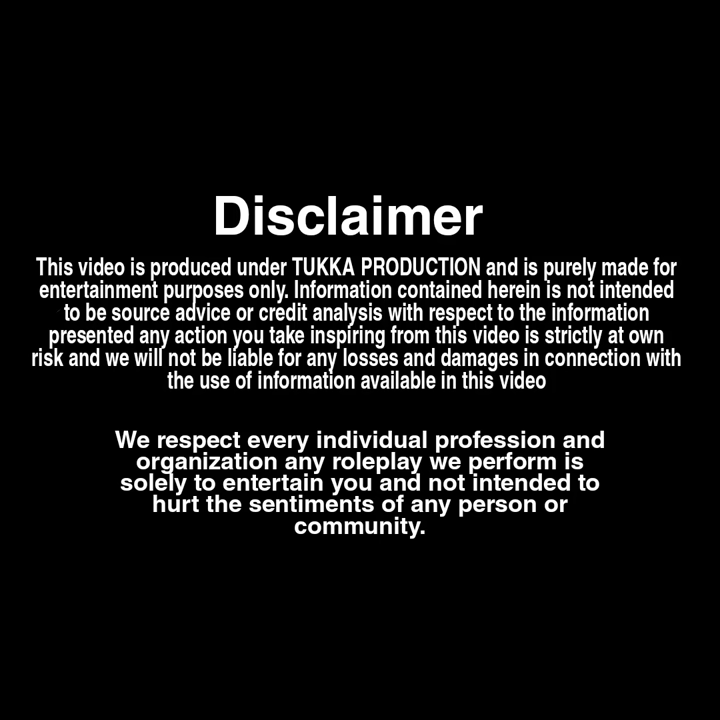 Disclaimer
This video is produced under TUKKA PRODUCTION and is purely made for
entertainment purposes only. Information contained herein is not intended
to be source advice or credit analysis with respect to the information
presented any action you take inspiring from this video is strictly at own
risk and we will not be liable for any losses and damages in connection with
the use of information available in this video
We respect every individual profession and
organization any roleplay we perform is
solely to entertain you and not intended to
hurt the sentiments of any person or
community.